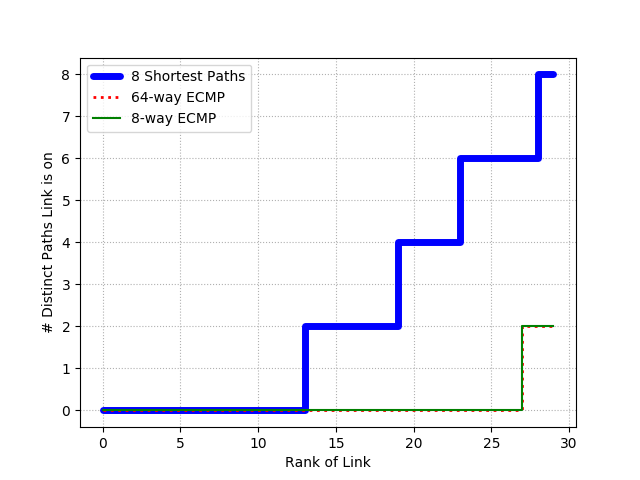 8 Shortest Paths
64-way ECMP
8-way ECMP
# Distinct Paths Link is on
8
7
6
5
4
3
2
1
0
0 5 10 15 20 25 30
Rank of Link